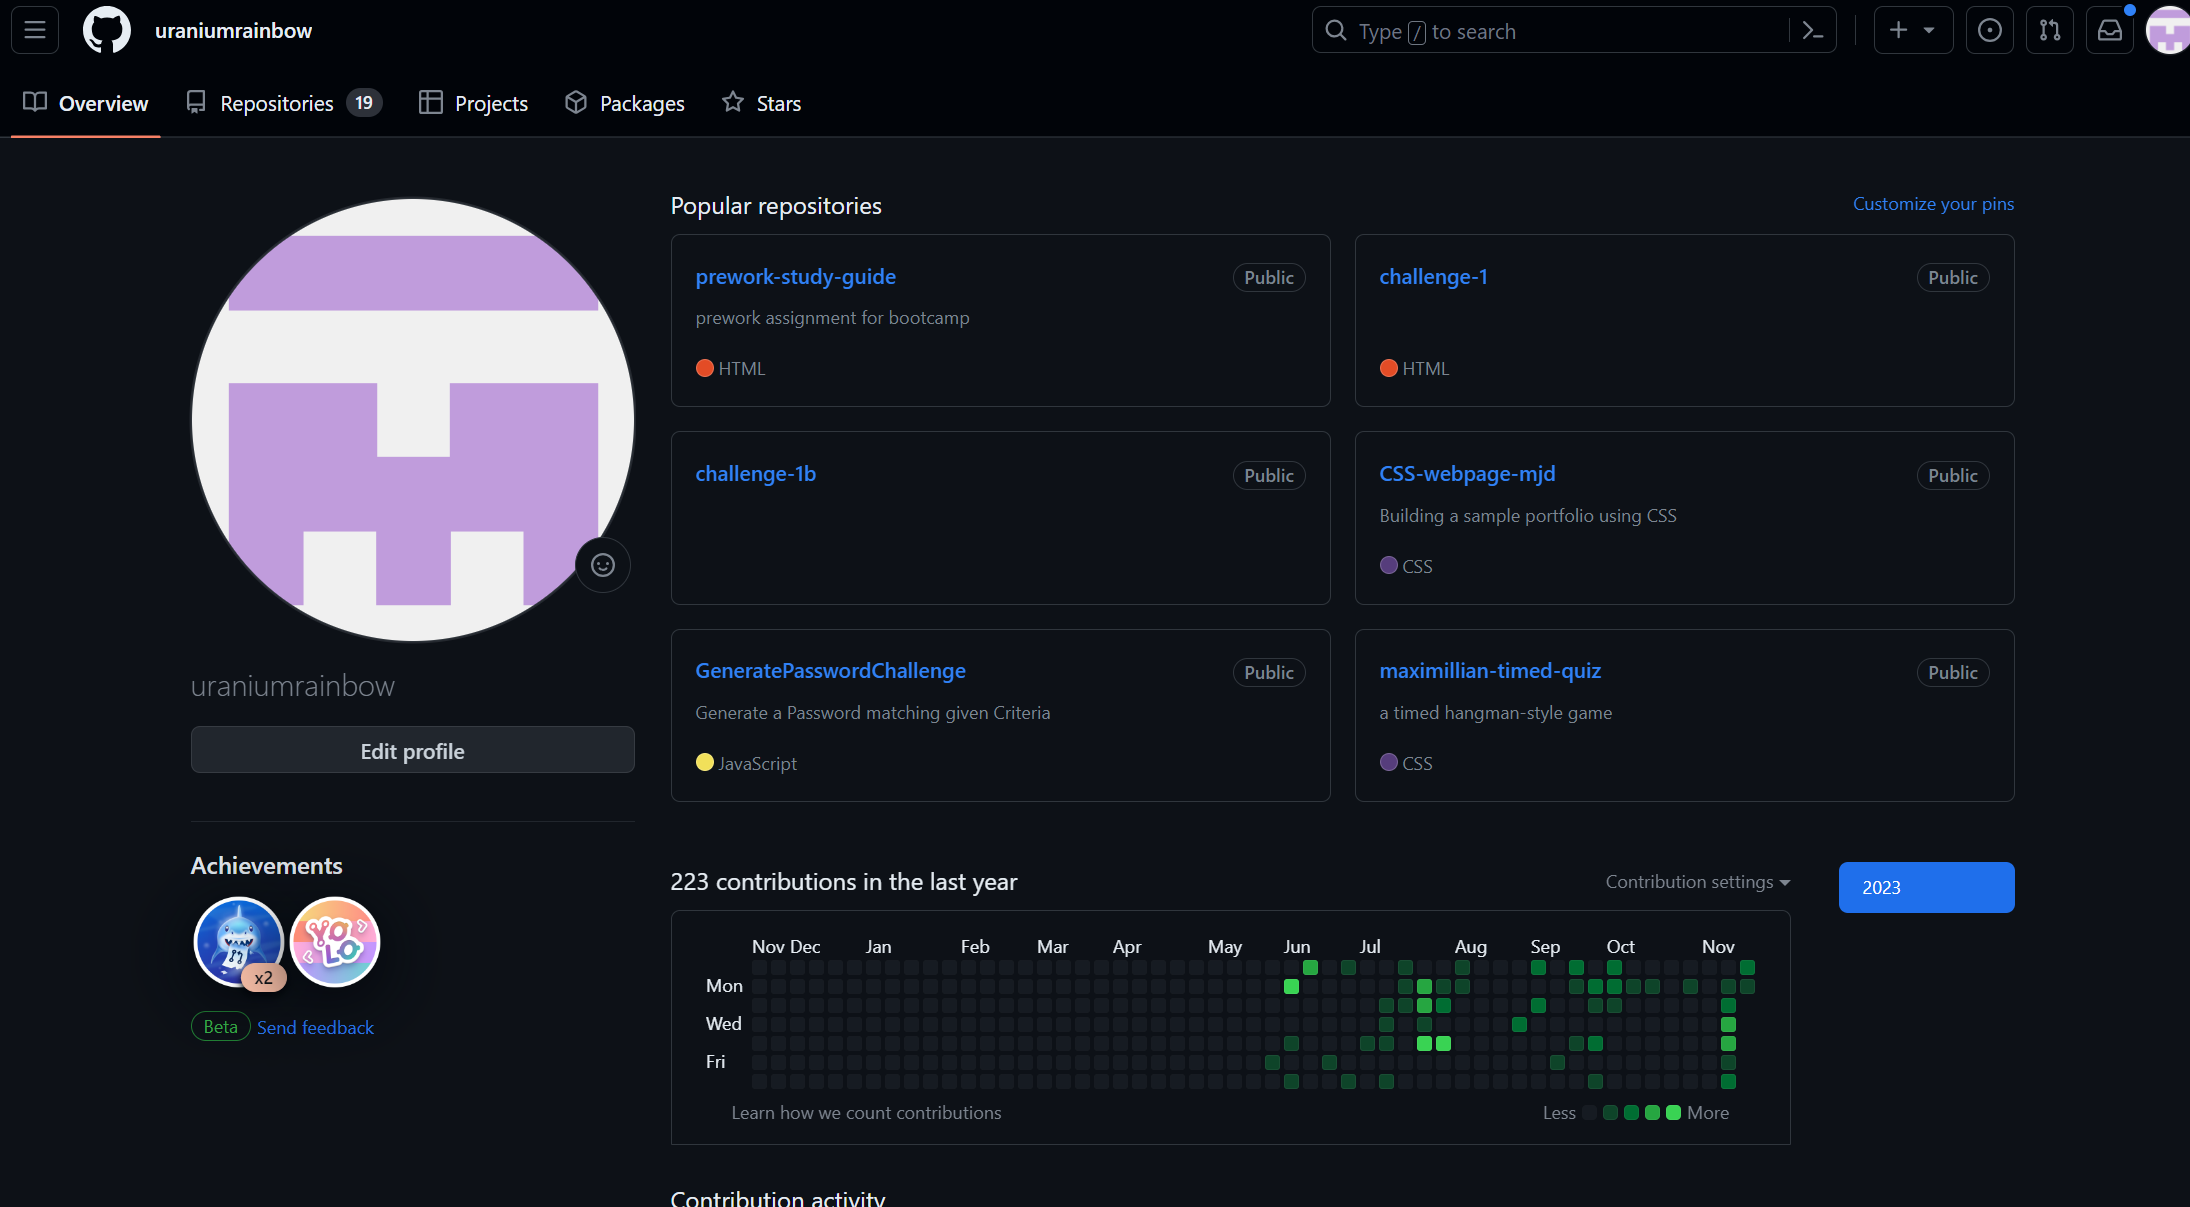 uraniumrainbow
Type / to search
Overview
Repositories 19
Projects
Packages
Stars
Popular repositories
Customize your pins
prework-study-guide
Public
prework assignment for bootcamp
HTML
challenge-1
Public
HTML
challenge-1b
Public
CSS-webpage-mjd
Public
Building a sample portfolio using CSS
CSS
GeneratePasswordChallenge
Public
Generate a Password matching given Criteria
JavaScript
maximillian-timed-quiz
Public
a timed hangman-style game
CSS
uraniumrainbow
Edit profile
Achievements
YOLO
x2
Beta Send feedback
223 contributions in the last year
Contribution settings
2023
Nov Dec Jan Feb Mar Apr May Jun Jul Aug Sep Oct Nov
Mon
Wed
Fri
Learn how we count contributions
Less More
Contribution activity